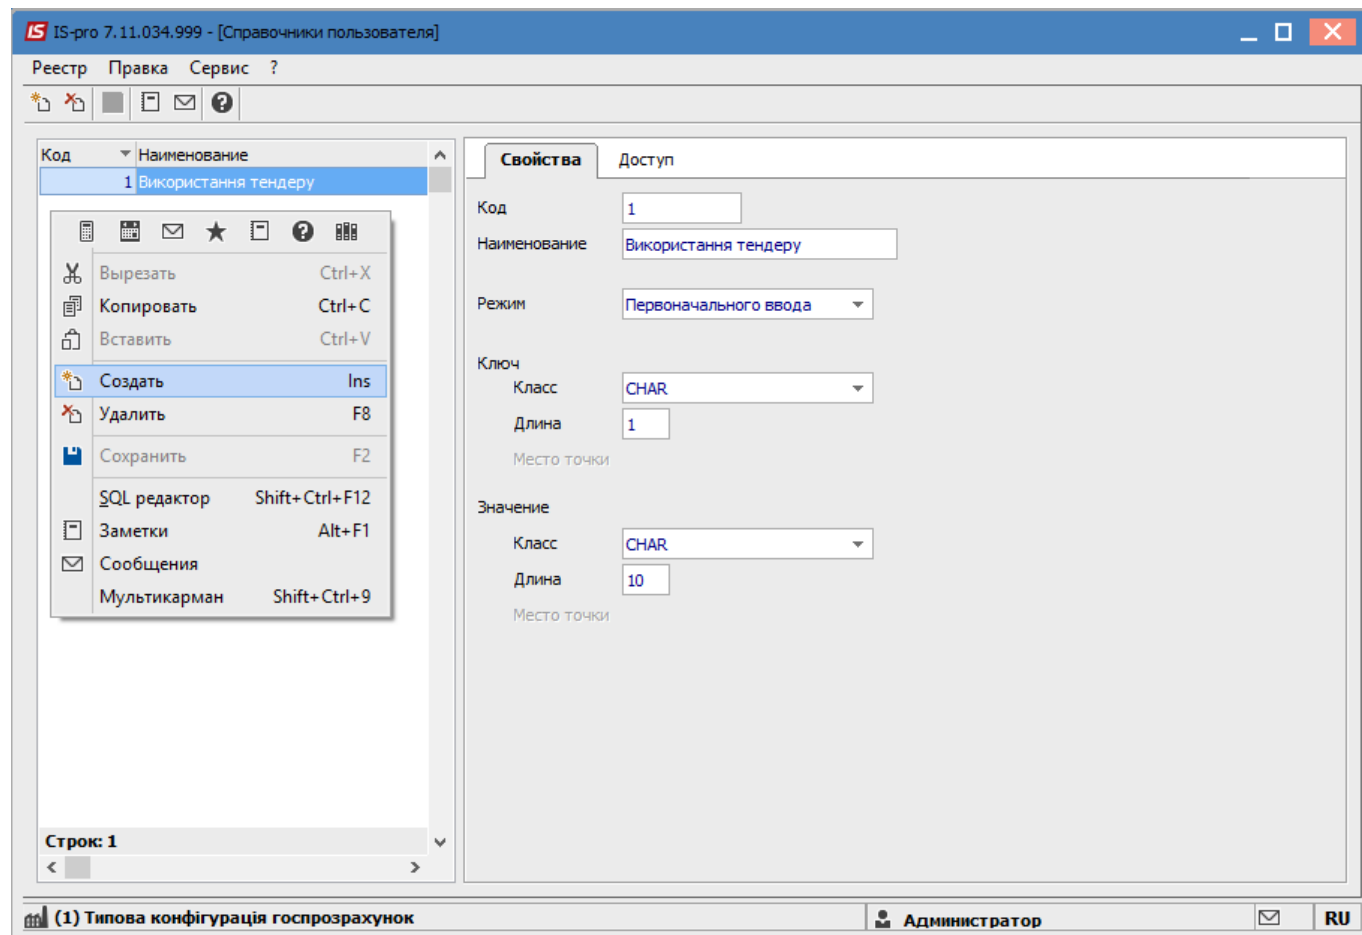 IS IS-pro 7.11.034.999 - [Справочники пользователя]
Реестр Правка Сервис ?
Код Наименование
1 Використання тендеру
Вырезать Ctrl+X
Копировать Ctrl+C
Вставить Ctrl+V
Создать Ins
Удалить F8
Сохранить F2
SQL редактор Shift+Ctrl+F12
Заметки Alt+F1
Сообщения
Мультикарман Shift+Ctrl+9
Строк: 1
Свойства Доступ
Код 1
Наименование Використання тендеру
Режим Первоначального ввода
Ключ
Класс CHAR
Длина 1
Место точки
Значение
Класс CHAR
Длина 10
Место точки
(1) Типова конфігурація госпрозрахунок Администратор RU